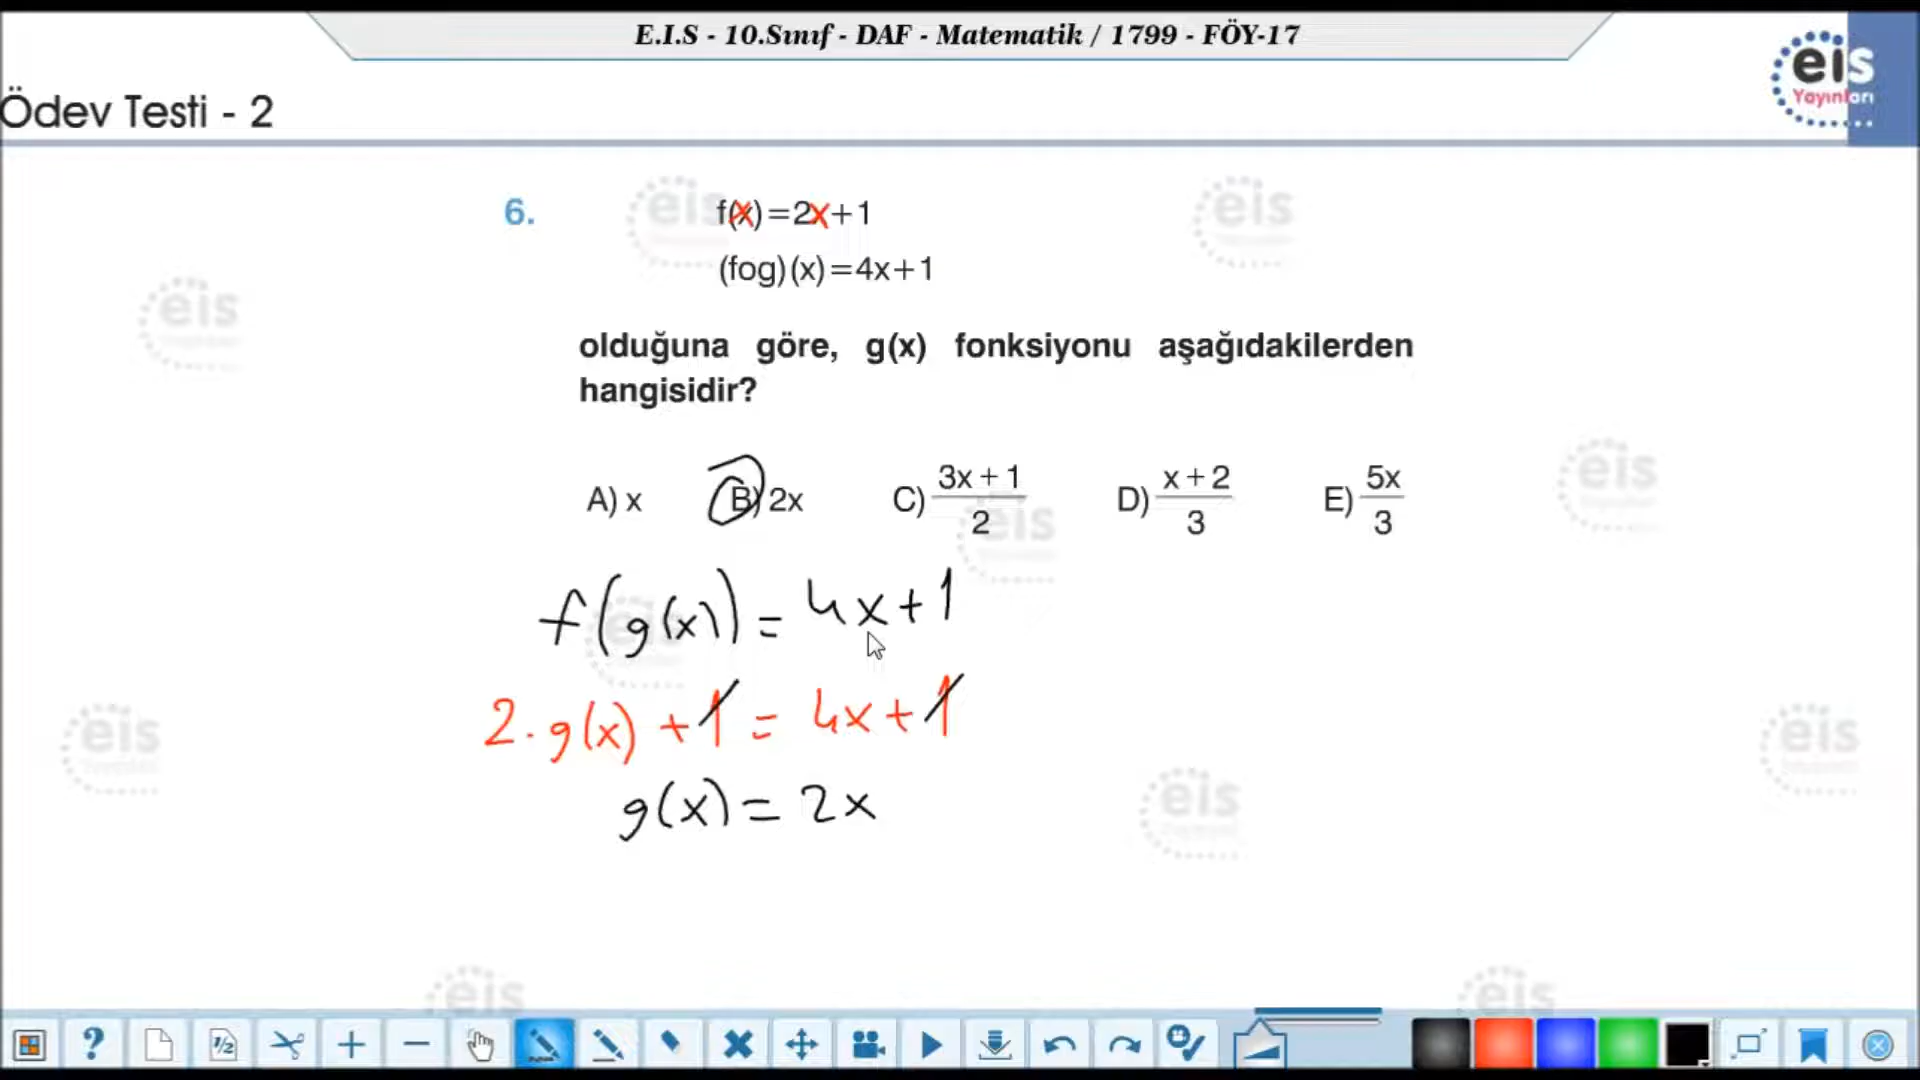 E.I.S - 10.Sınıf - DAF - Matematik / 1799 - FÖY-17
eis
Yayınları
Ödev Testi - 2
6.
f(x)=2x+1
(fog)(x)=4x+1
olduğuna göre, g(x) fonksiyonu aşağıdakilerden
hangisidir?
A) x B) 2x C) 3x+1/2 D) x+2/3 E) 5x/3
f(g(x)) = 4x+1
2.g(x) +1 = 4x+1
g(x) = 2x